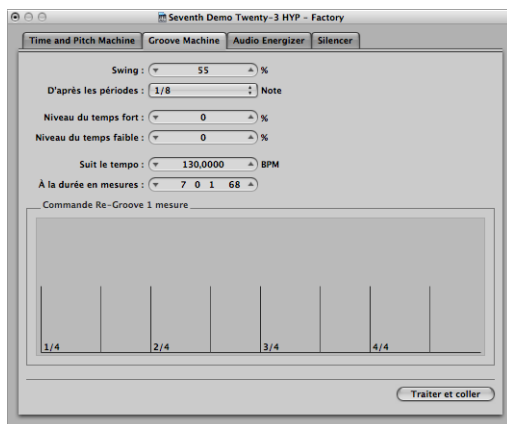 Seventh Demo Twenty-3 HYP – Factory
Time and Pitch Machine Groove Machine Audio Energizer Silencer
Swing : 55 %
D'après les périodes : 1/8 Note
Niveau du temps fort : 0 %
Niveau du temps faible : 0 %
Suit le tempo : 130,0000 BPM
À la durée en mesures : 7 0 1 68
Commande Re-Groove 1 mesure
1/4 2/4 3/4 4/4
Traiter et coller